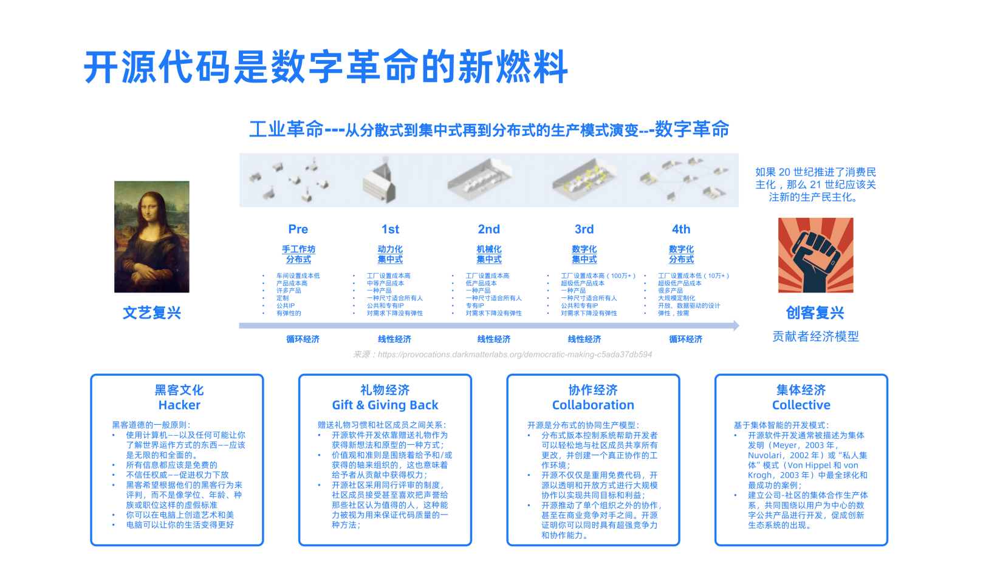 开源代码是数字革命的新燃料
工业革命---从分散式到集中式再到分布式的生产模式演变---数字革命
文艺复兴
Pre
手工作坊
分布式
• 车间设置成本低
• 产品成本高
• 许多产品
• 定制
• 公共IP
• 有弹性的
循环经济
1st
动力化
集中式
• 工厂设置成本高
• 中等产品成本
• 一种产品
• 一种尺寸适合所有人
• 公共和专有IP
• 对需求下降没有弹性
线性经济
2nd
机械化
集中式
• 工厂设置成本高
• 低产品成本
• 一种产品
• 一种尺寸适合所有人
• 专有IP
• 对需求下降没有弹性
线性经济
3rd
数字化
集中式
• 工厂设置成本高（100万+）
• 超级低产品成本
• 一种产品
• 一种尺寸适合所有人
• 公共和专有IP
• 对需求下降没有弹性
线性经济
4th
数字化
分布式
• 工厂设置成本低（10万+）
• 超级低产品成本
• 很多产品
• 大规模定制化
• 开放、数据驱动的设计
• 弹性，按需
循环经济
如果 20 世纪推进了消费民
主化，那么 21 世纪应该关
注新的生产民主化。
创客复兴
贡献者经济模型
来源：https://provocations.darkmatterlabs.org/democratic-making-c5ada37db594
黑客文化
Hacker
黑客道德的一般原则：
• 使用计算机——以及任何可能让你
了解世界运作方式的东西——应该
是无限的和全面的。
• 所有信息都应该是免费的
• 不信任权威——促进权力下放
• 黑客希望根据他们的黑客行为来
评判，而不是像学位、年龄、种
族或职位这样的虚假标准
• 你可以在电脑上创造艺术和美
• 电脑可以让你的生活变得更好
礼物经济
Gift & Giving Back
赠送礼物习惯和社区成员之间关系：
• 开源软件开发依靠赠送礼物作为
获得新想法和原型的一种方式；
• 价值观和准则是围绕着给予和/或
获得的轴来组织的，这也意味着
给予者从贡献中获得权力；
• 开源社区采用同行评审的制度，
社区成员接受甚至喜欢把声誉给
那些社区认为值得的人，这种能
力被视为用来保证代码质量的一
种方法；
协作经济
Collaboration
开源是分布式的协同生产模型：
• 分布式版本控制系统帮助开发者
可以轻松地与社区成员共享所有
更改，并创建一个真正协作的工
作环境；
• 开源不仅仅是重用免费代码，开
源以透明和开放方式进行大规模
协作以实现共同目标和利益；
• 开源推动了单个组织之外的协作，
甚至在商业竞争对手之间。开源
证明你可以同时具有超强竞争力
和协作能力。
集体经济
Collective
基于集体智能的开发模式：
• 开源软件开发通常被描述为集体
发明（Meyer，2003 年，
Nuvolari，2002 年）或“私人集
体”模式（Von Hippel 和 von
Krogh，2003 年）中最全球化和
最成功的案例；
• 建立公司-社区的集体合作生产体
系，共同围绕以用户为中心的数
字公共产品进行开发，促成创新
生态系统的出现。